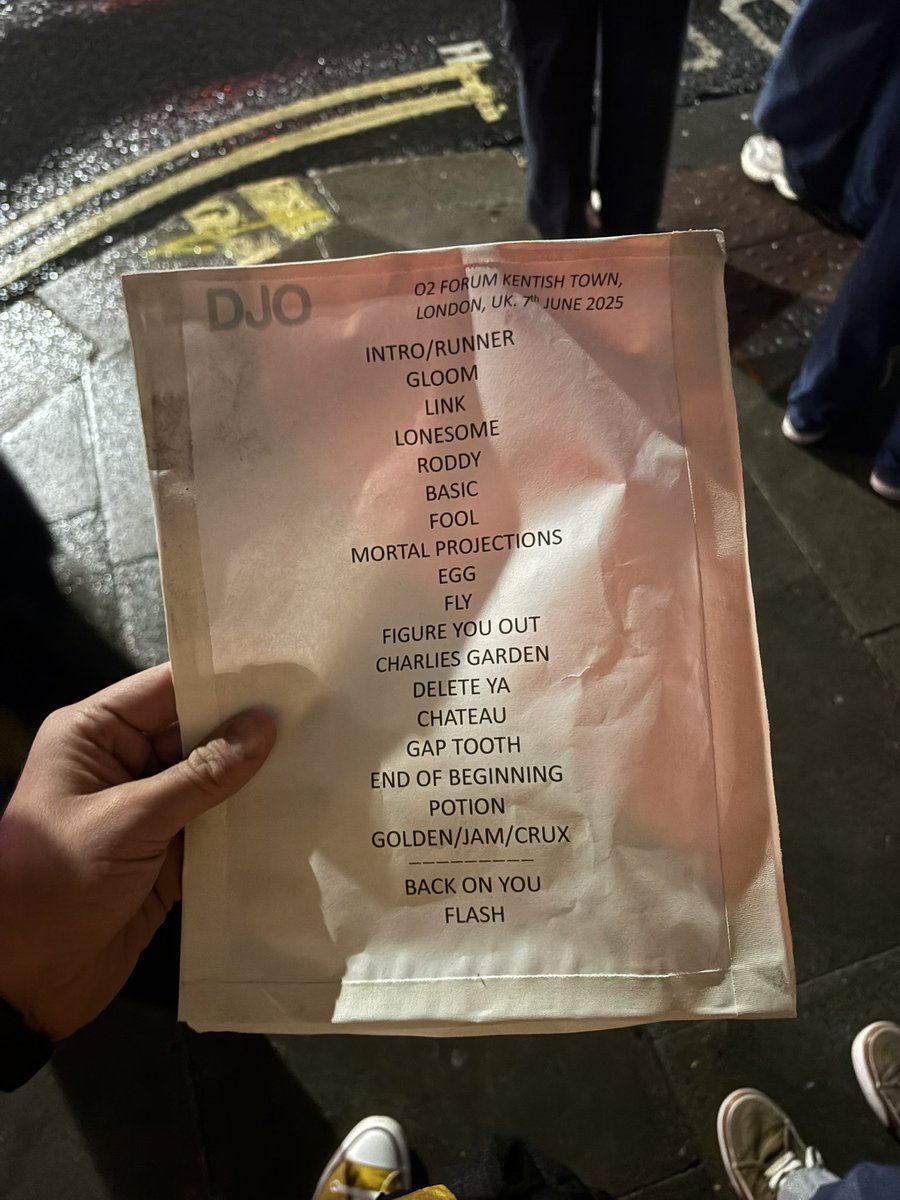 DJO
O2 FORUM KENTISH TOWN,
LONDON, UK. 7th JUNE 2025
INTRO/RUNNER
GLOOM
LINK
LONESOME
RODDY
BASIC
FOOL
MORTAL PROJECTIONS
EGG
FLY
FIGURE YOU OUT
CHARLIES GARDEN
DELETE YA
CHATEAU
GAP TOOTH
END OF BEGINNING
POTION
GOLDEN/JAM/CRUX
_________
BACK ON YOU
FLASH